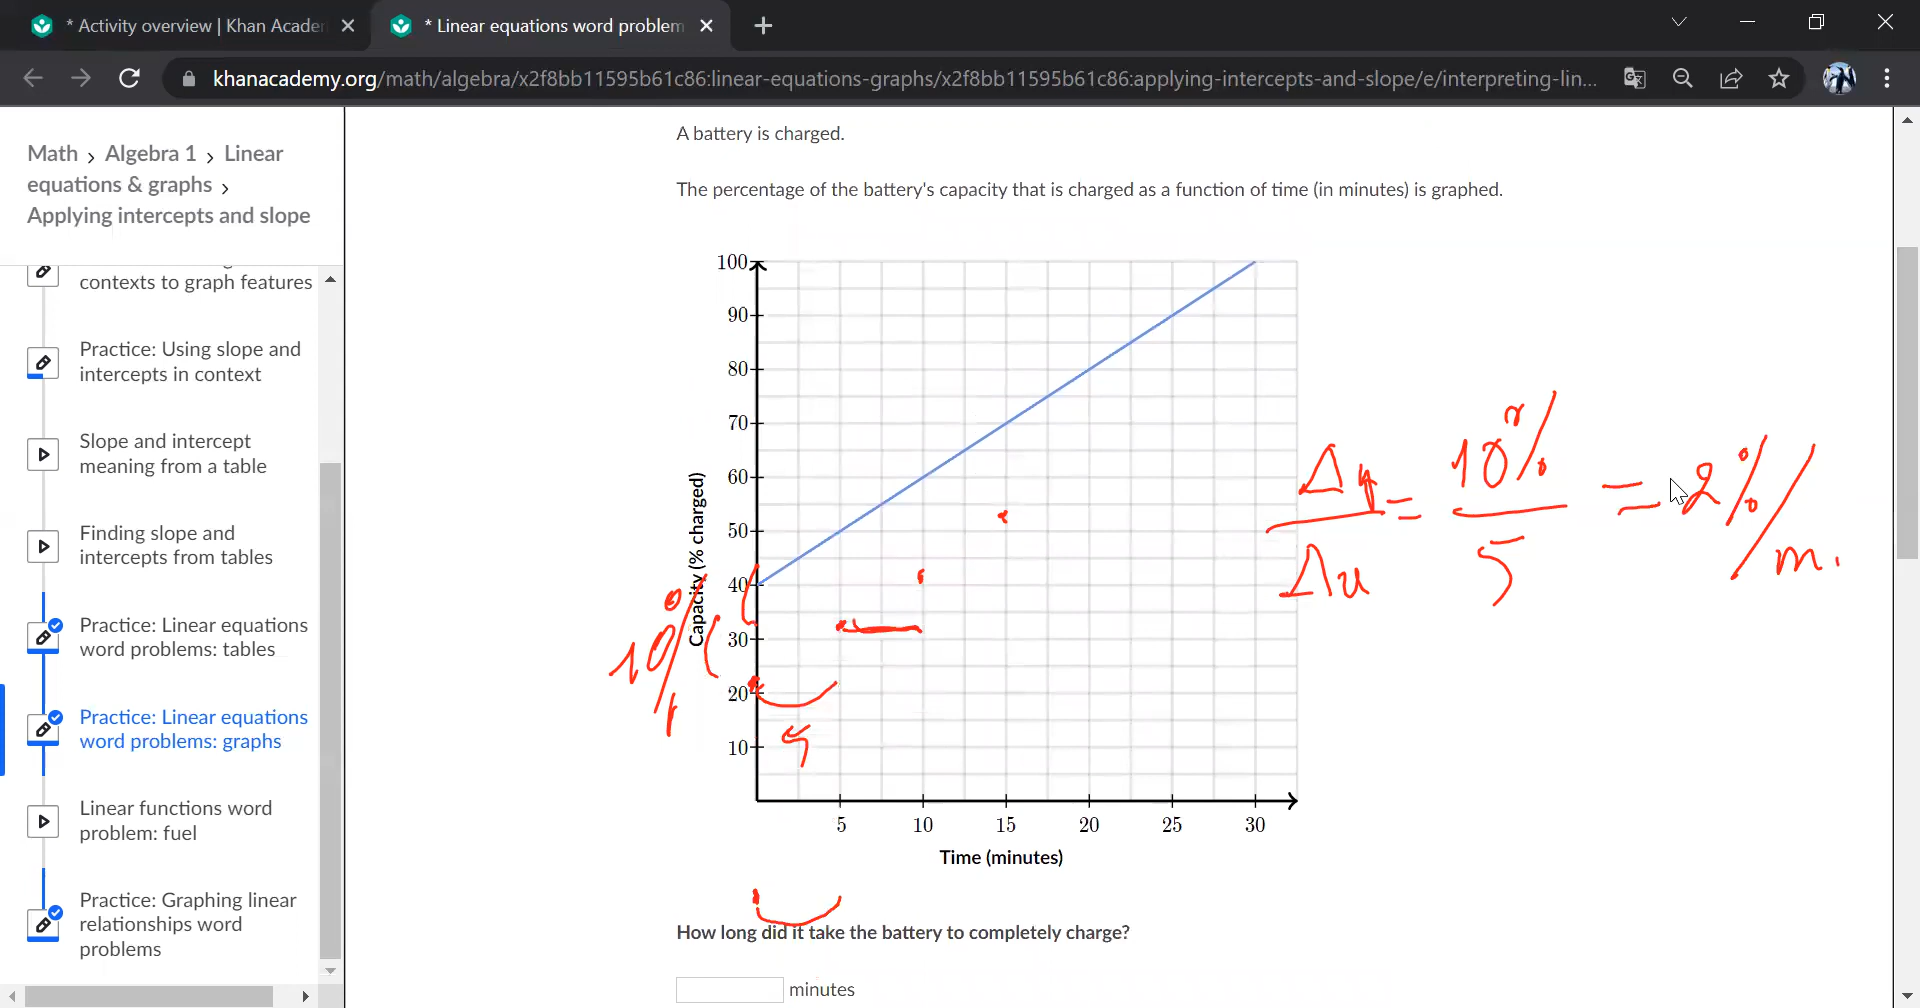 * Activity overview | Khan Acade
* Linear equations word problem
khanacademy.org/math/algebra/x2f8bb11595b61c86:linear-equations-graphs/x2f8bb11595b61c86:applying-intercepts-and-slope/e/interpreting-lin...
Math › Algebra 1 › Linear
equations & graphs ›
Applying intercepts and slope
contexts to graph features
Practice: Using slope and
intercepts in context
Slope and intercept
meaning from a table
Finding slope and
intercepts from tables
Practice: Linear equations
word problems: tables
Practice: Linear equations
word problems: graphs
Linear functions word
problem: fuel
Practice: Graphing linear
relationships word
problems
A battery is charged.
The percentage of the battery's capacity that is charged as a function of time (in minutes) is graphed.
100
90
80
70
60
50
40
30
20
10
Capacity (% charged)
5 10 15 20 25 30
Time (minutes)
10%
5
= 10% = 2%/m.
5
How long did it take the battery to completely charge?
minutes